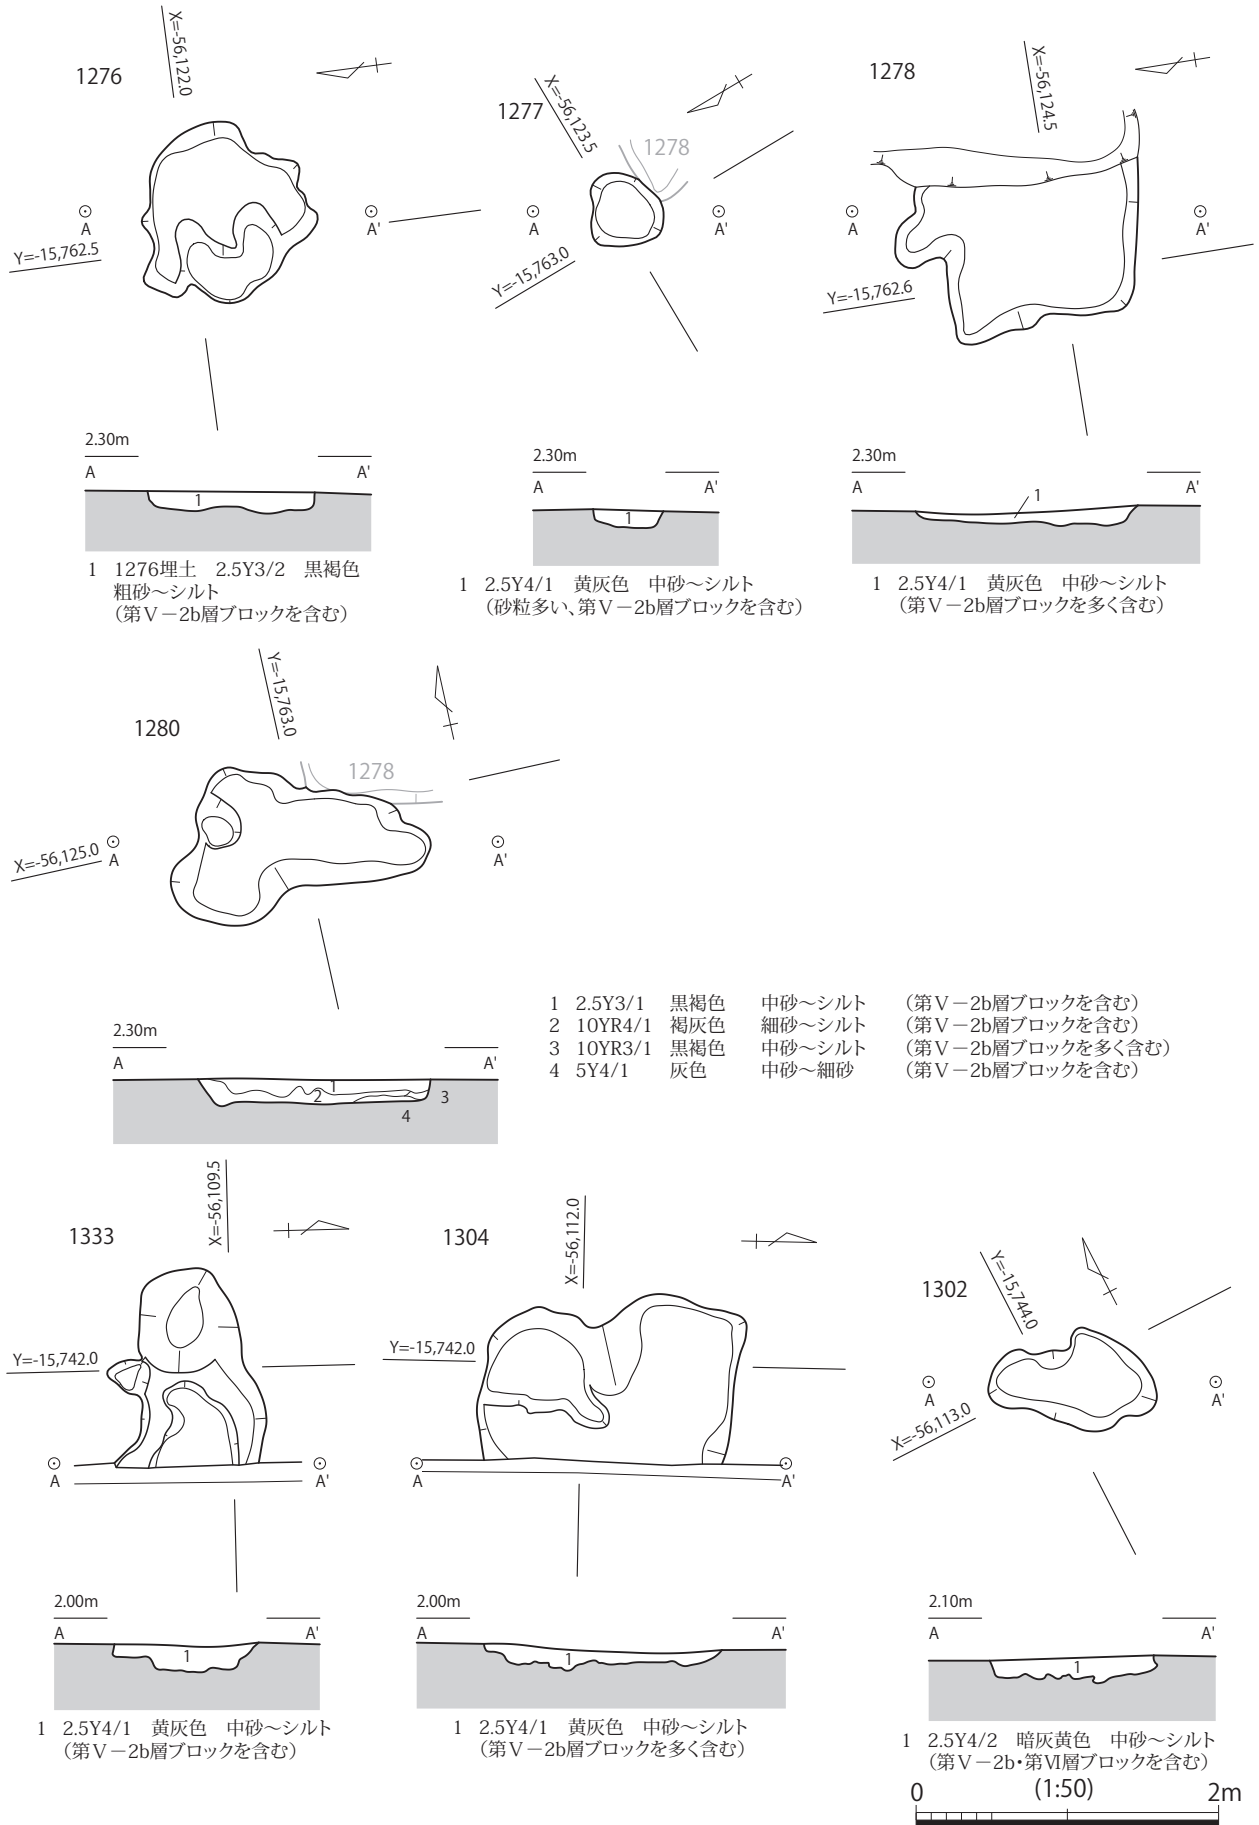 1276
X=-56,122.0
Y=-15,762.5
A
A'
2.30m
A
A'
1
1 1276埋土 2.5Y3/2 黒褐色
粗砂～シルト
（第Ⅴ－2b層ブロックを含む）
1277
X=-56,123.5
1278
Y=-15,763.0
A
A'
2.30m
A
A'
1
1 2.5Y4/1 黄灰色 中砂～シルト
（砂粒多い、第Ⅴ－2b層ブロックを含む）
1278
X=-56,124.5
Y=-15,762.6
A
A'
2.30m
A
A'
1
1 2.5Y4/1 黄灰色 中砂～シルト
（第Ⅴ－2b層ブロックを多く含む）
1280
Y=-15,763.0
1278
X=-56,125.0
A
A'
2.30m
A
A'
1
2
3
4
1 2.5Y3/1 黒褐色 中砂～シルト （第Ⅴ－2b層ブロックを含む）
2 10YR4/1 褐灰色 細砂～シルト （第Ⅴ－2b層ブロックを含む）
3 10YR3/1 黒褐色 中砂～シルト （第Ⅴ－2b層ブロックを多く含む）
4 5Y4/1 灰色 中砂～細砂 （第Ⅴ－2b層ブロックを含む）
1333
X=-56,109.5
Y=-15,742.0
A
A'
2.00m
A
A'
1
1 2.5Y4/1 黄灰色 中砂～シルト
（第Ⅴ－2b層ブロックを含む）
1304
X=-56,112.0
Y=-15,742.0
A
A'
2.00m
A
A'
1
1 2.5Y4/1 黄灰色 中砂～シルト
（第Ⅴ－2b層ブロックを多く含む）
1302
Y=-15,744.0
X=-56,113.0
A
A'
2.10m
A
A'
1
1 2.5Y4/2 暗灰黄色 中砂～シルト
（第Ⅴ－2b・第Ⅵ層ブロックを含む）
0 (1:50) 2m